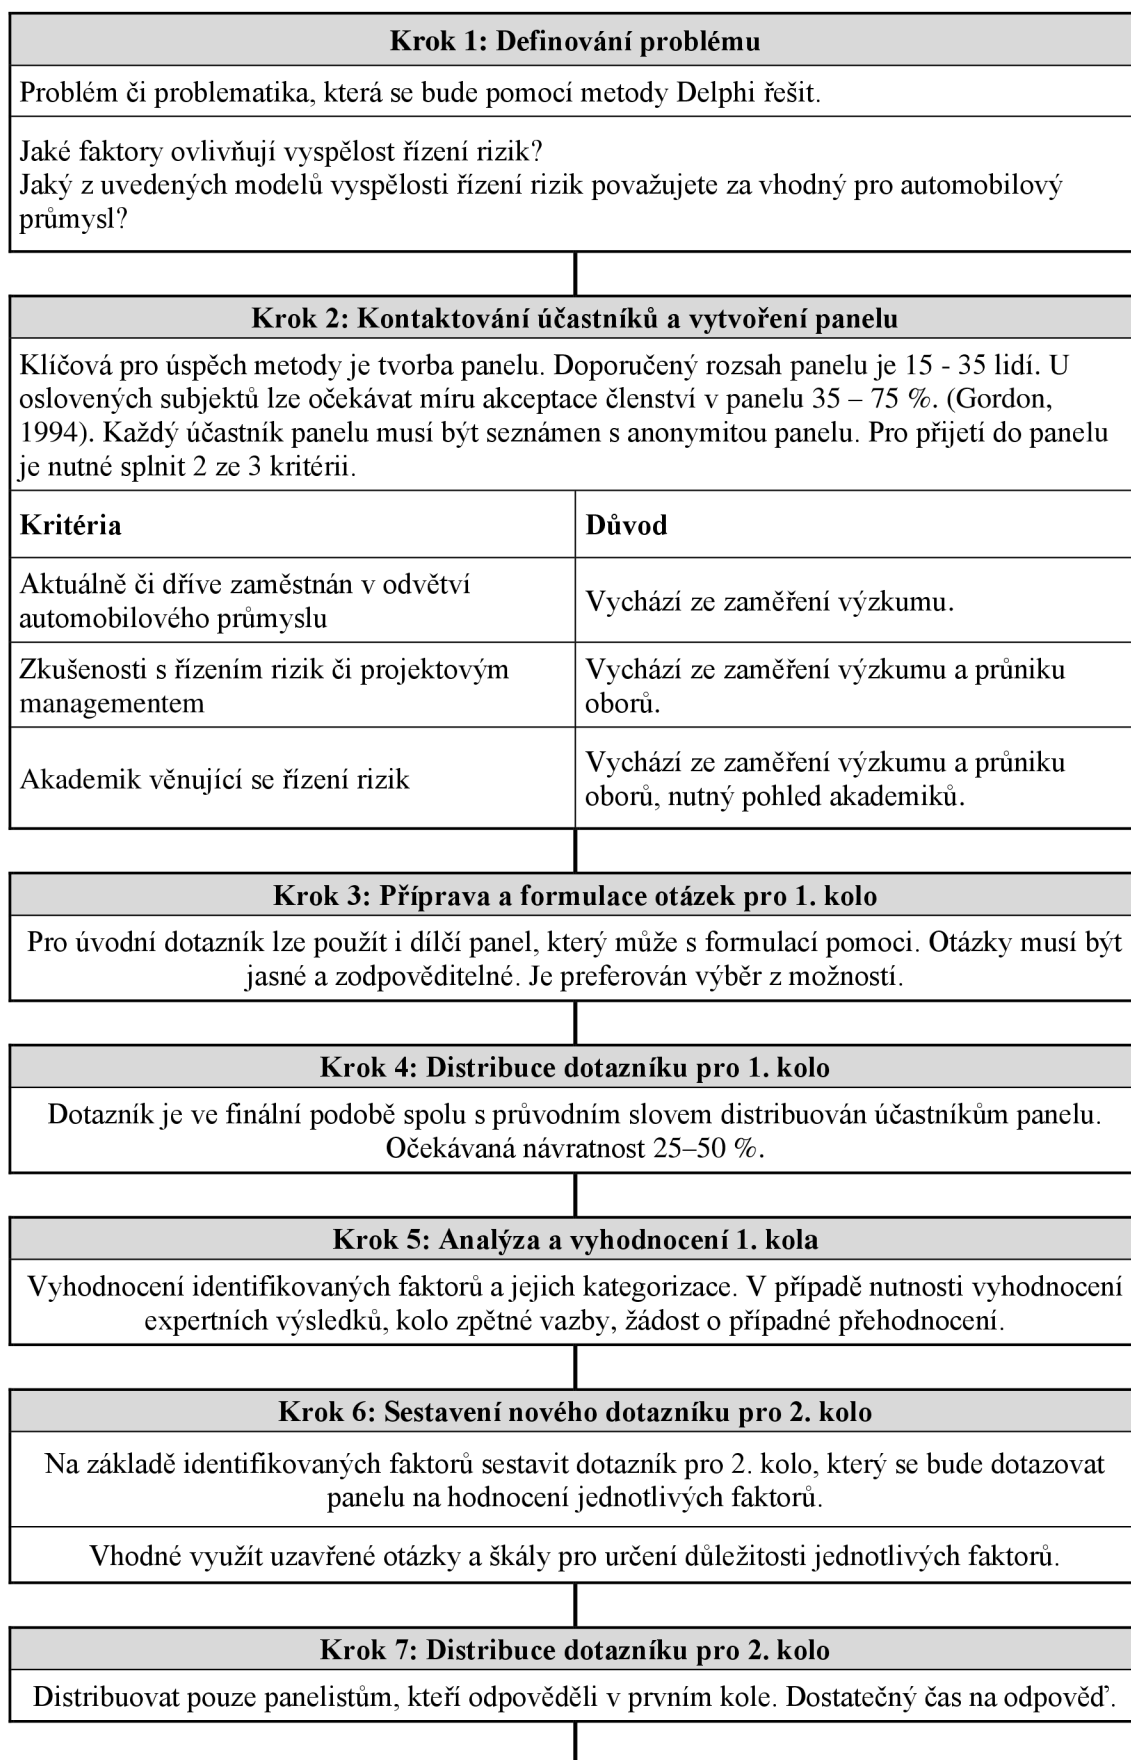 Krok 1: Definování problému
Problém či problematika, která se bude pomocí metody Delphi řešit.
Jaké faktory ovlivňují vyspělost řízení rizik?
Jaký z uvedených modelů vyspělosti řízení rizik považujete za vhodný pro automobilový
průmysl?
Krok 2: Kontaktování účastníků a vytvoření panelu
Klíčová pro úspěch metody je tvorba panelu. Doporučený rozsah panelu je 15 - 35 lidí. U
oslovených subjektů lze očekávat míru akceptace členství v panelu 35 – 75 %. (Gordon,
1994). Každý účastník panelu musí být seznámen s anonymitou panelu. Pro přijetí do panelu
je nutné splnit 2 ze 3 kritérii.
Kritéria
Důvod
Aktuálně či dříve zaměstnán v odvětví
automobilového průmyslu
Vychází ze zaměření výzkumu.
Zkušenosti s řízením rizik či projektovým
managementem
Vychází ze zaměření výzkumu a průniku
oborů.
Akademik věnující se řízení rizik
Vychází ze zaměření výzkumu a průniku
oborů, nutný pohled akademiků.
Krok 3: Příprava a formulace otázek pro 1. kolo
Pro úvodní dotazník lze použít i dílčí panel, který může s formulací pomoci. Otázky musí být
jasné a zodpověditelné. Je preferován výběr z možností.
Krok 4: Distribuce dotazníku pro 1. kolo
Dotazník je ve finální podobě spolu s průvodním slovem distribuován účastníkům panelu.
Očekávaná návratnost 25–50 %.
Krok 5: Analýza a vyhodnocení 1. kola
Vyhodnocení identifikovaných faktorů a jejich kategorizace. V případě nutnosti vyhodnocení
expertních výsledků, kolo zpětné vazby, žádost o případné přehodnocení.
Krok 6: Sestavení nového dotazníku pro 2. kolo
Na základě identifikovaných faktorů sestavit dotazník pro 2. kolo, který se bude dotazovat
panelu na hodnocení jednotlivých faktorů.
Vhodné využít uzavřené otázky a škály pro určení důležitosti jednotlivých faktorů.
Krok 7: Distribuce dotazníku pro 2. kolo
Distribuovat pouze panelistům, kteří odpověděli v prvním kole. Dostatečný čas na odpověď.